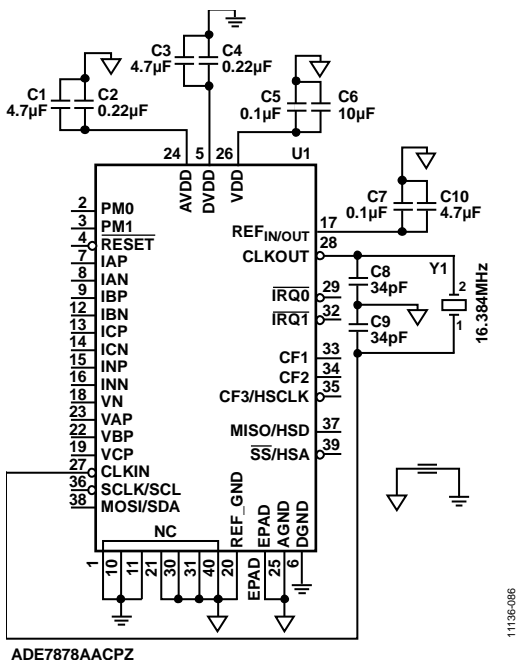 C3
4.7µF
C4
0.22µF
C1
4.7µF
C2
0.22µF
C5
0.1µF
C6
10µF
24
5
26
U1
AVDD
DVDD
VDD
2 PM0
3 PM1
4 RESET
7 IAP
8 IAN
9 IBP
12 IBN
13 ICP
14 ICN
15 INP
16 INN
18 VN
23 VAP
22 VBP
19 VCP
27 CLKIN
36 SCLK/SCL
38 MOSI/SDA
REFIN/OUT 17
CLKOUT 28
IRQ0 29
IRQ1 32
CF1 33
CF2 34
CF3/HSCLK 35
MISO/HSD 37
SS/HSA 39
C7
0.1µF
C10
4.7µF
C8
34pF
C9
34pF
Y1
2
1
16.384MHz
NC
REF_GND
EPAD
AGND
DGND
1
10
11
21
30
31
40
20
EPAD
25
6
ADE7878AACPZ
11136-086